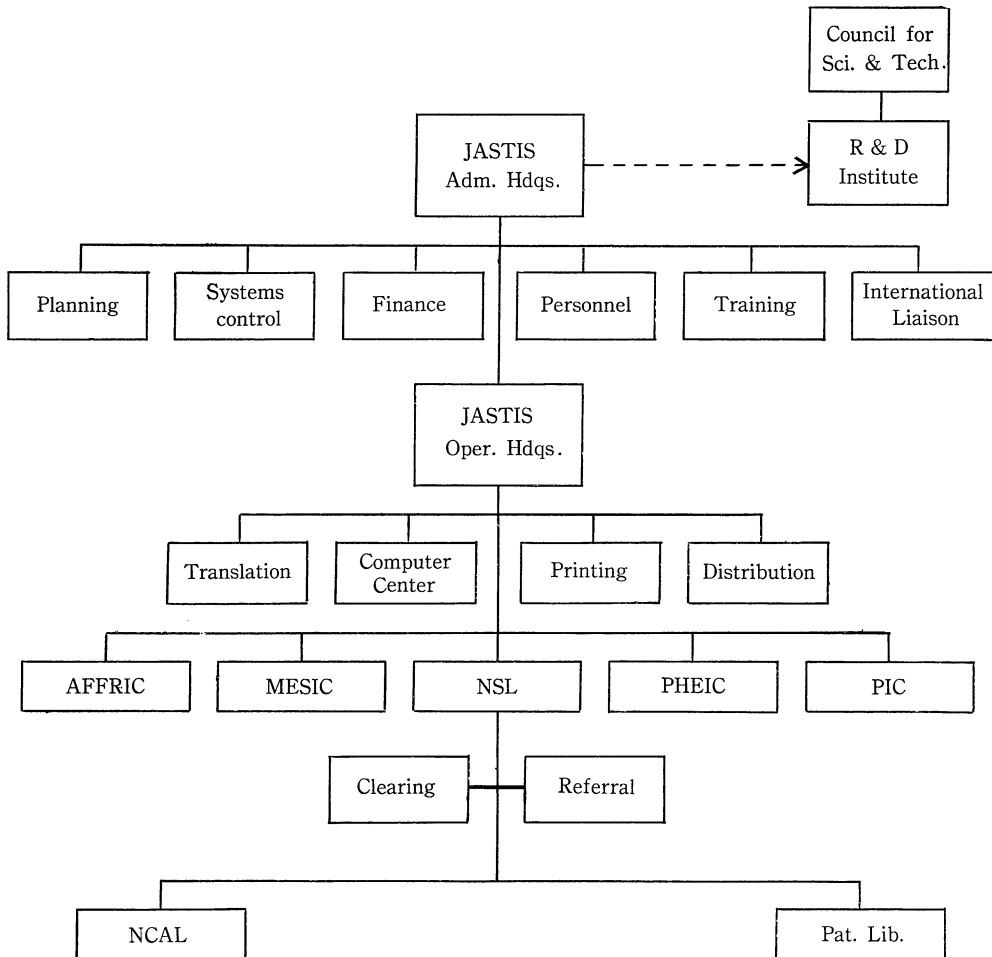 Council for
Sci. & Tech.
JASTIS
Adm. Hdqs.
R & D
Institute
Planning
Systems
control
Finance
Personnel
Training
International
Liaison
JASTIS
Oper. Hdqs.
Translation
Computer
Center
Printing
Distribution
AFFRIC
MESIC
NSL
PHEIC
PIC
Clearing
Referral
NCAL
Pat. Lib.